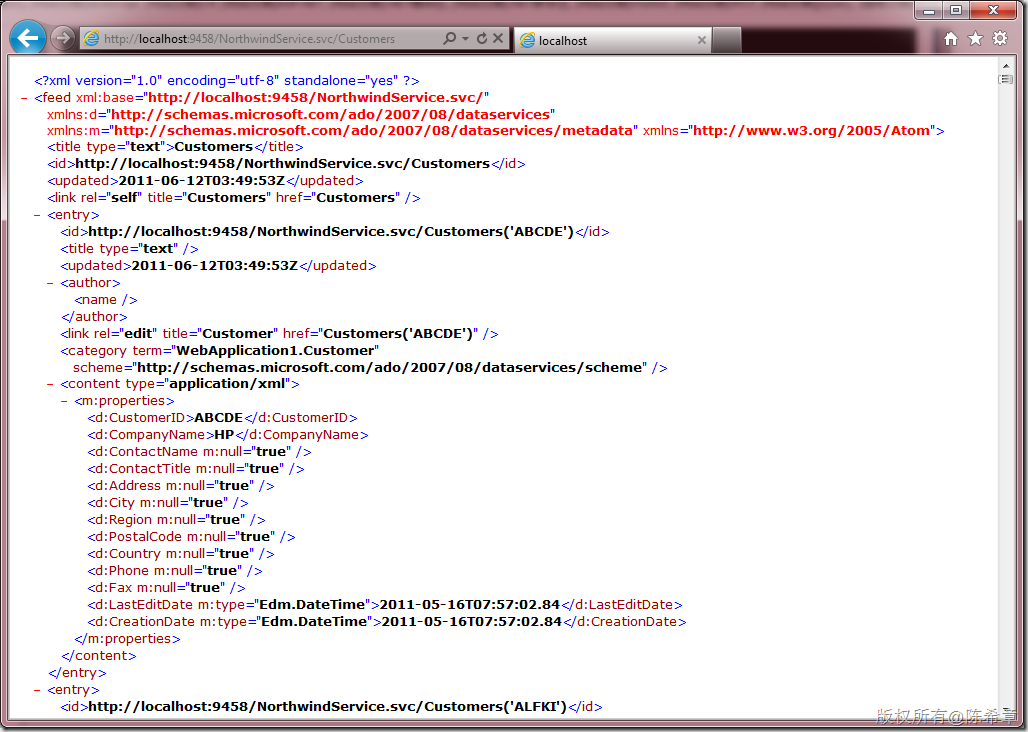 http://localhost:9458/NorthwindService.svc/Customers
localhost
<?xml version="1.0" encoding="utf-8" standalone="yes" ?>
- <feed xml:base="http://localhost:9458/NorthwindService.svc/"
xmlns:d="http://schemas.microsoft.com/ado/2007/08/dataservices"
xmlns:m="http://schemas.microsoft.com/ado/2007/08/dataservices/metadata" xmlns="http://www.w3.org/2005/Atom">
<title type="text">Customers</title>
<id>http://localhost:9458/NorthwindService.svc/Customers</id>
<updated>2011-06-12T03:49:53Z</updated>
<link rel="self" title="Customers" href="Customers" />
- <entry>
<id>http://localhost:9458/NorthwindService.svc/Customers('ABCDE')</id>
<title type="text" />
<updated>2011-06-12T03:49:53Z</updated>
- <author>
<name />
</author>
<link rel="edit" title="Customer" href="Customers('ABCDE')" />
<category term="WebApplication1.Customer"
scheme="http://schemas.microsoft.com/ado/2007/08/dataservices/scheme" />
- <content type="application/xml">
- <m:properties>
<d:CustomerID>ABCDE</d:CustomerID>
<d:CompanyName>HP</d:CompanyName>
<d:ContactName m:null="true" />
<d:ContactTitle m:null="true" />
<d:Address m:null="true" />
<d:City m:null="true" />
<d:Region m:null="true" />
<d:PostalCode m:null="true" />
<d:Country m:null="true" />
<d:Phone m:null="true" />
<d:Fax m:null="true" />
<d:LastEditDate m:type="Edm.DateTime">2011-05-16T07:57:02.84</d:LastEditDate>
<d:CreationDate m:type="Edm.DateTime">2011-05-16T07:57:02.84</d:CreationDate>
</m:properties>
</content>
</entry>
- <entry>
<id>http://localhost:9458/NorthwindService.svc/Customers('ALFKI')</id>
版权所有@陈希章